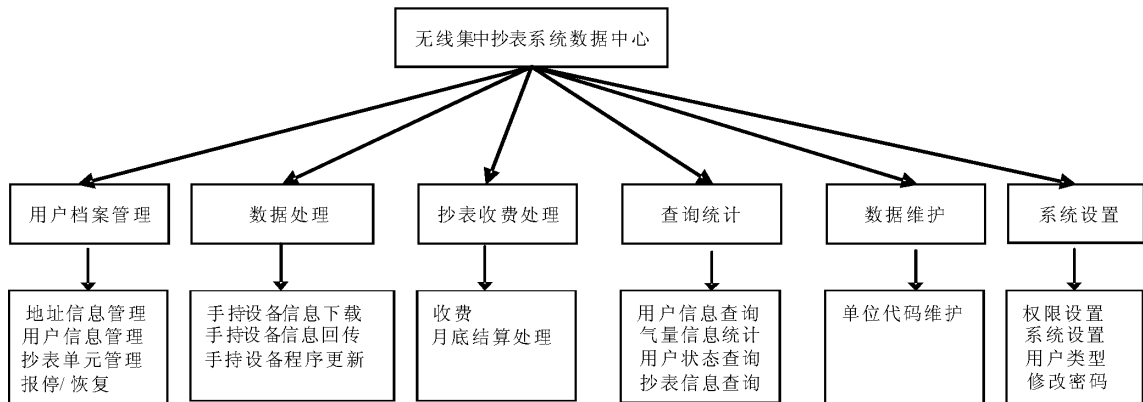 无线集中抄表系统数据中心
用户档案管理
数据处理
抄表收费处理
查询统计
数据维护
系统设置
地址信息管理
用户信息管理
抄表单元管理
报停/恢复
手持设备信息下载
手持设备信息回传
手持设备程序更新
收费
月底结算处理
用户信息查询
气量信息统计
用户状态查询
抄表信息查询
单位代码维护
权限设置
系统设置
用户类型
修改密码